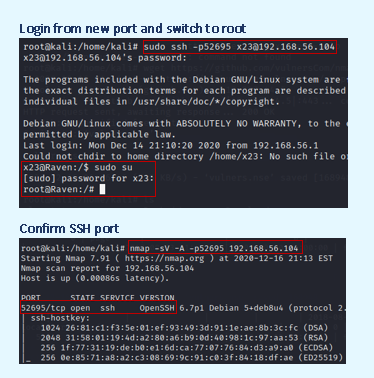 Login from new port and switch to root
root@kali:/home/kali# sudo ssh -p52695 x23@192.168.56.104
x23@192.168.56.104's password:
The programs included with the Debian GNU/Linux system are
the exact distribution terms for each program are described
individual files in /usr/share/doc/*/copyright.
Debian GNU/Linux comes with ABSOLUTELY NO WARRANTY, to the e
permitted by applicable law.
Last login: Mon Dec 14 21:10:20 2020 from 192.168.56.1
Could not chdir to home directory /home/x23: No such file o
x23@Raven:/$ sudo su
[sudo] password for x23:
root@Raven:/#
Confirm SSH port
root@kali:/home/kali# nmap -sV -A -p52695 192.168.56.104
Starting Nmap 7.91 ( https://nmap.org ) at 2020-12-16 21:13 EST
Nmap scan report for 192.168.56.104
Host is up (0.00086s latency).
PORT STATE SERVICE VERSION
52695/tcp open ssh OpenSSH 6.7p1 Debian 5+deb8u4 (protocol 2.
| ssh-hostkey:
| 1024 26:81:c1:f3:5e:01:ef:93:49:3d:91:1e:ae:8b:3c:fc (DSA)
| 2048 31:58:01:19:4d:a2:80:a6:b9:0d:40:98:1c:97:aa:53 (RSA)
| 256 1f:77:31:19:de:b0:e1:6d:ca:77:07:76:84:d3:a9:a0 (ECDSA)
|_ 256 0e:85:71:a8:a2:c3:08:69:9c:91:c0:3f:84:18:df:ae (ED25519)